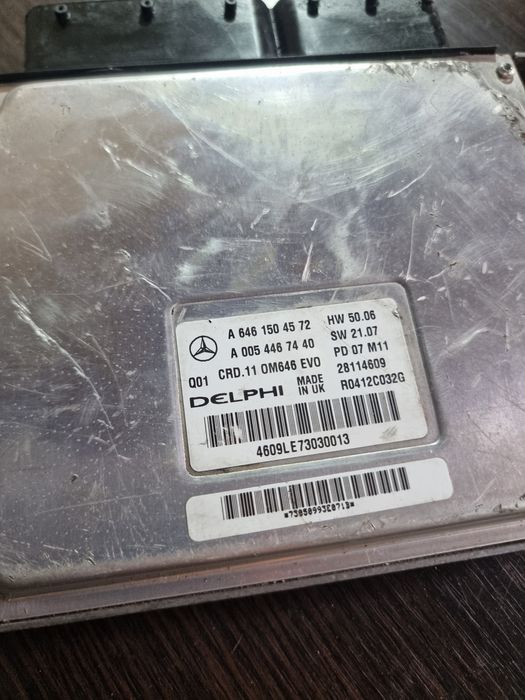 A 646 150 45 72 HW 50.06
A 005 446 74 40 SW 21.07
Q01 CRD.11 OM646 EVO PD 07 M11
DELPHI MADE IN UK 28114609
R0412C032G
4609LE73030013
*73050993E071B*